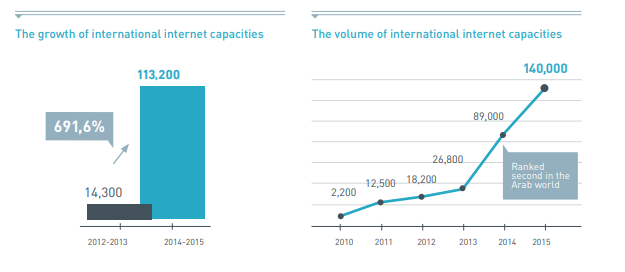 The growth of international internet capacities
113,200
691,6%
14,300
2012-2013 2014-2015
The volume of international internet capacities
140,000
89,000
26,800
18,200
12,500
2,200
Ranked
second in the
Arab world
2010 2011 2012 2013 2014 2015